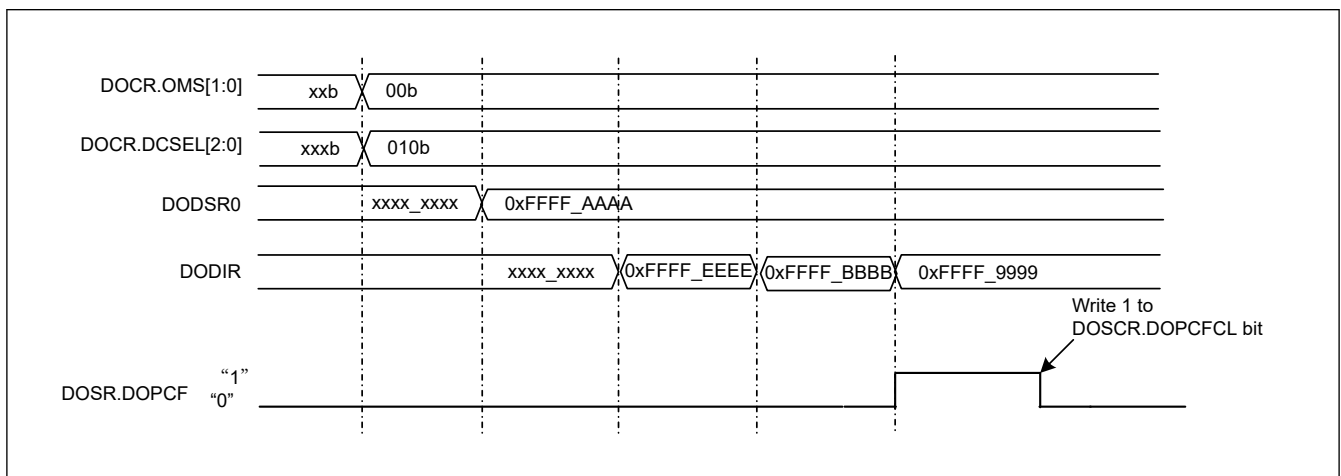 DOCR.OMS[1:0] xxb 00b
DOCR.DCSEL[2:0] xxxb 010b
DODSR0 xxxx_xxxx 0xFFFF_AAAA
DODIR xxxx_xxxx 0xFFFF_EEEE 0xFFFF_BBBB 0xFFFF_9999
Write 1 to
DOSCR.DOPCFCL bit
“1”
DOSR.DOPCF “0”